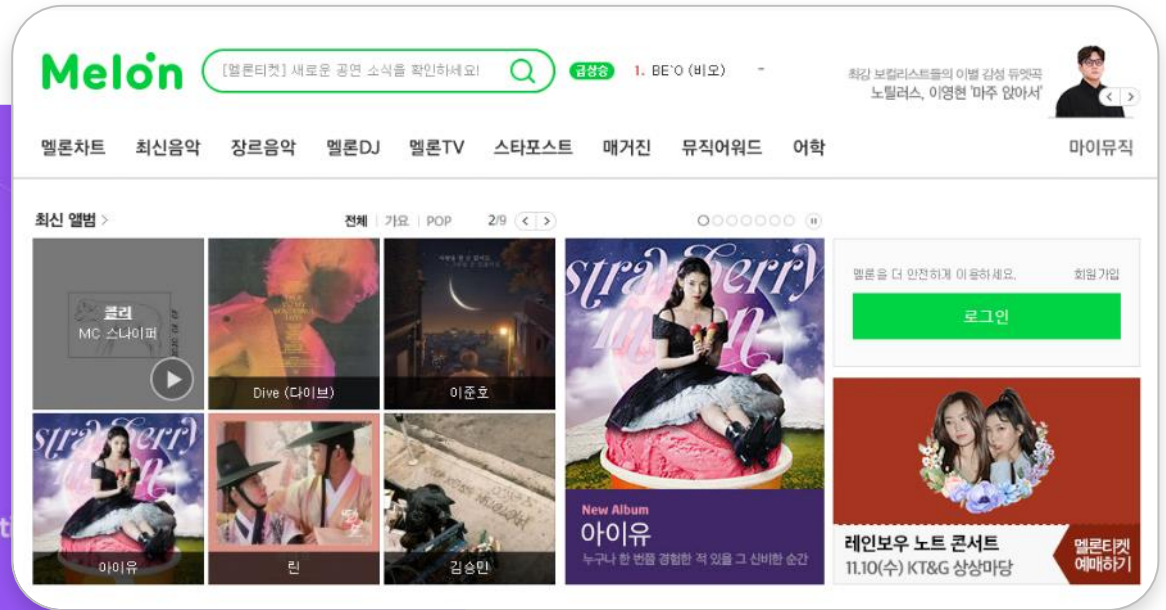 Melon
[멜론티켓] 새로운 공연 소식을 확인하세요!
급상승 1. BE'O (비오) -
최강 보컬리스트들의 이별 감성 듀엣곡
노틸러스, 이영현 '마주 앉아서'
멜론차트 최신음악 장르음악 멜론DJ 멜론TV 스타포스트 매거진 뮤직어워드 어학 마이뮤직
최신 앨범 >
전체 | 가요 | POP 2/9 < >
콜리
MC 스나이퍼
Dive (다이브)
이준호
strawberry
moon
아이유
린
김승민
strawberry
moon
New Album
아이유
누구나 한 번쯤 경험한 적 있을 그 신비한 순간
멜론을 더 안전하게 이용하세요. 회원가입
로그인
레인보우 노트 콘서트
11.10(수) KT&G 상상마당
멜론티켓
예매하기